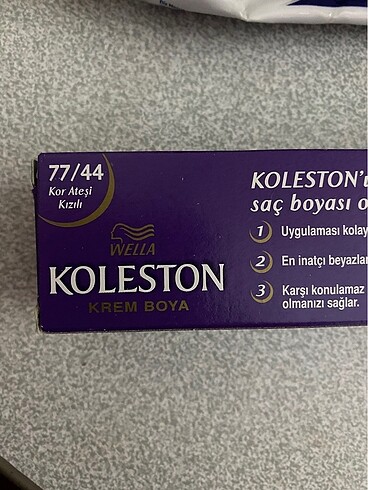 77/44
Kor Ateşi
Kızılı
WELLA
KOLESTON
KREM BOYA
KOLESTON'u
saç boyası o
1 Uygulaması kolay
2 En inatçı beyazlar
3 Karşı konulamaz
olmanızı sağlar.